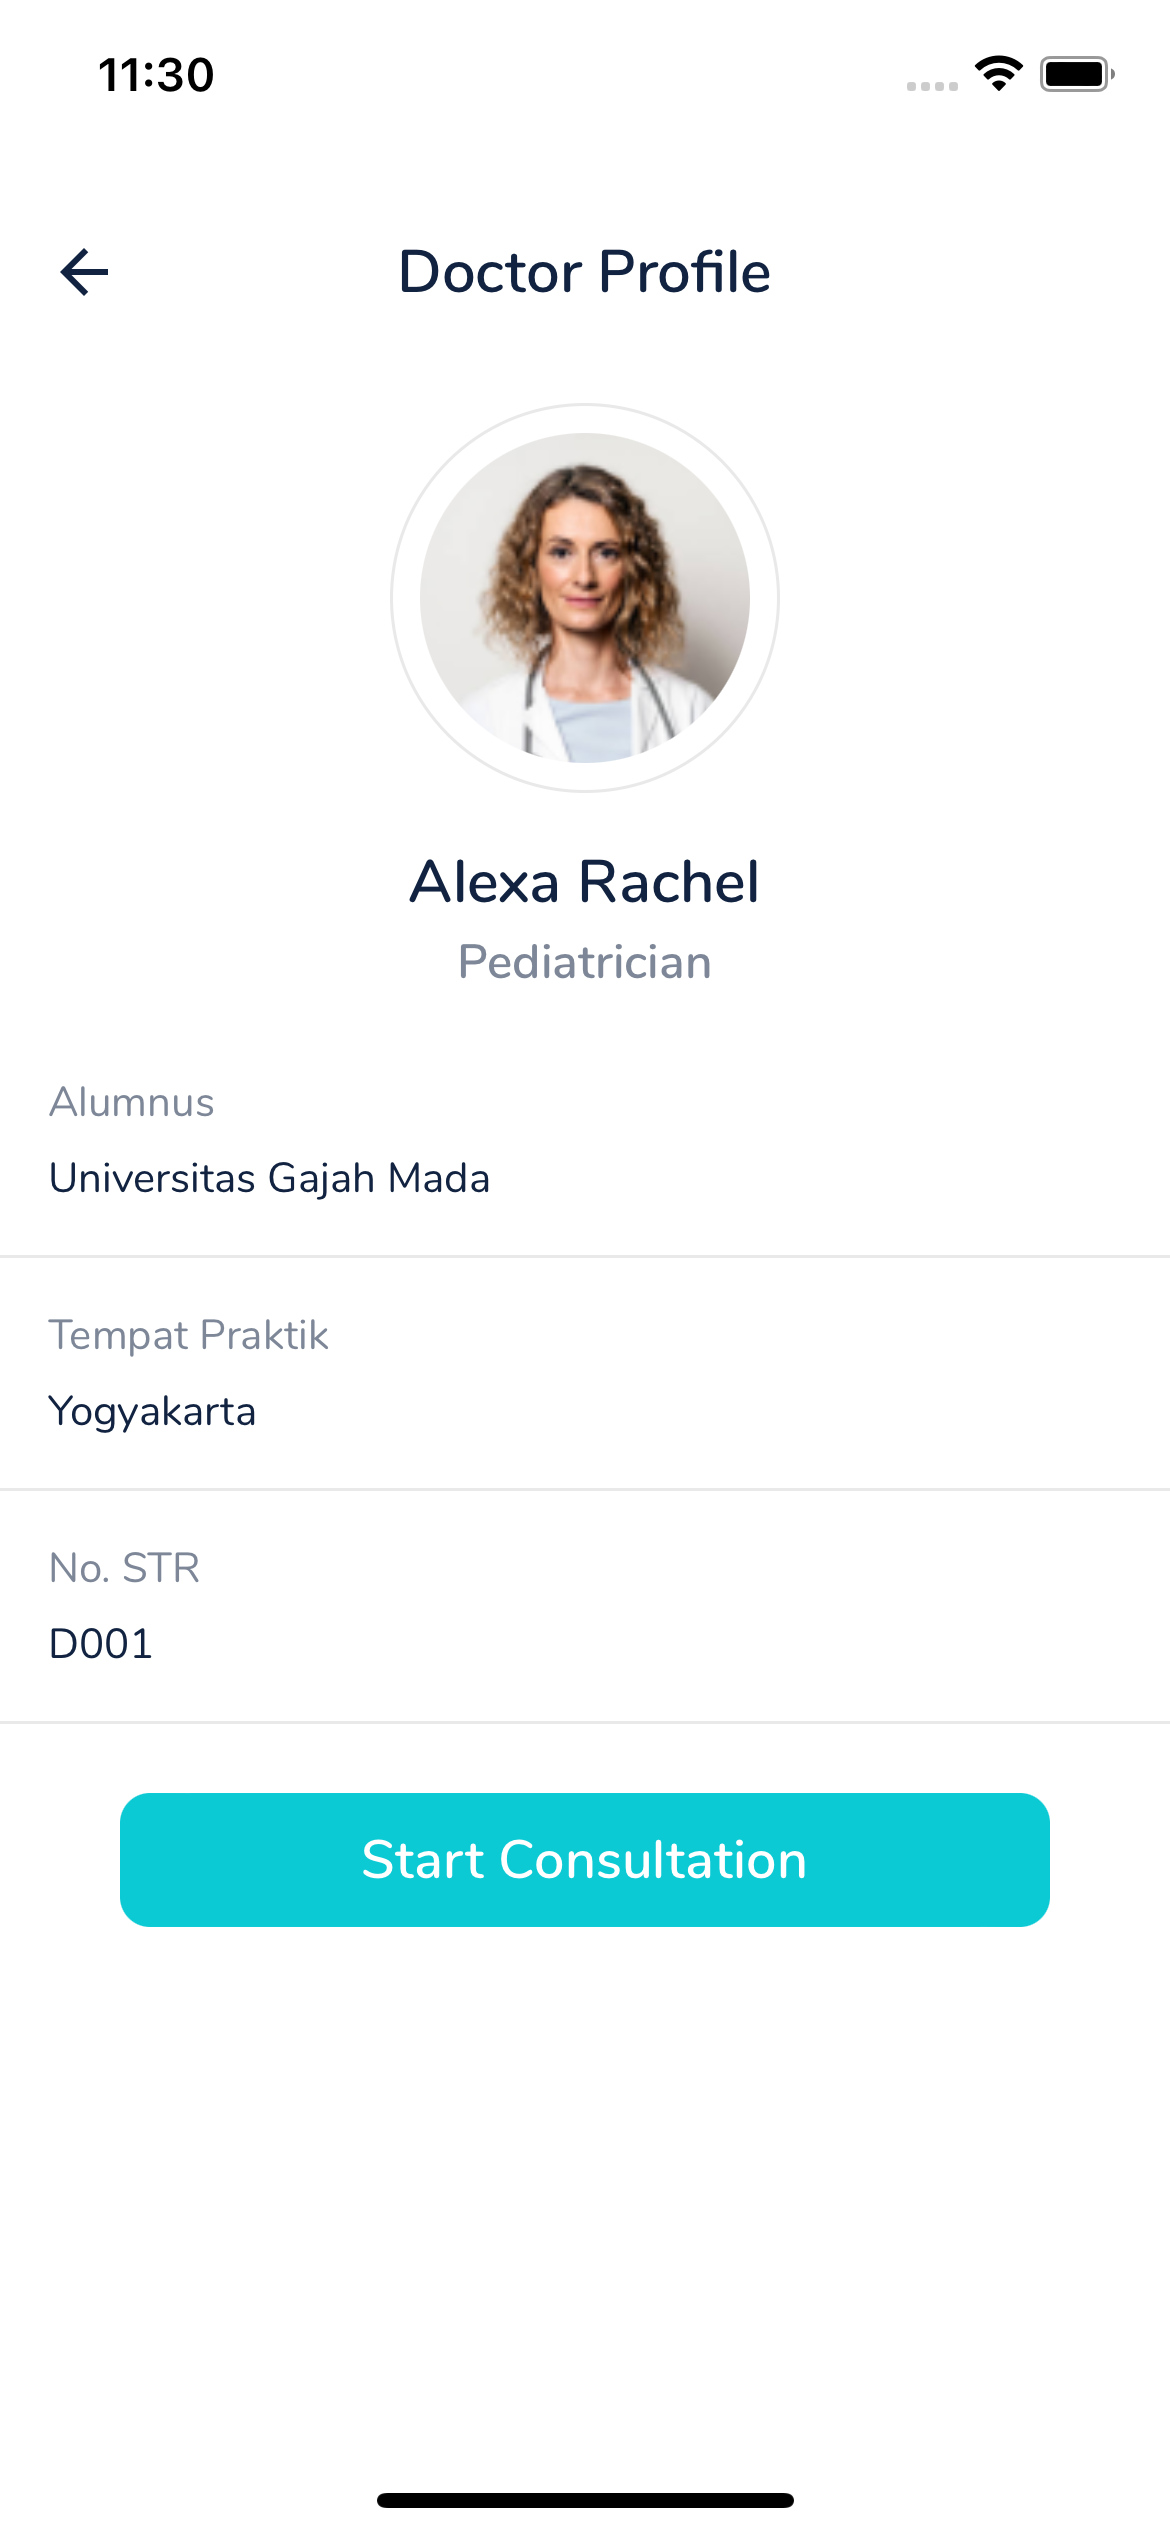 11:30
Doctor Profile
Alexa Rachel
Pediatrician
Alumnus
Universitas Gajah Mada
Tempat Praktik
Yogyakarta
No. STR
D001
Start Consultation